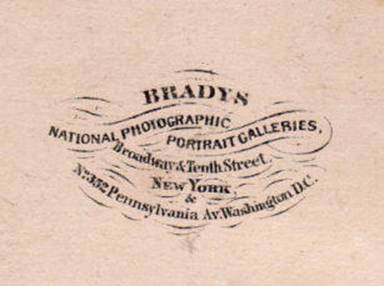 BRADYS
NATIONAL PHOTOGRAPHIC
PORTRAIT GALLERIES,
Broadway & Tenth Street.
NEW YORK,
&
No. 352 Pennsylvania Av. Washington D.C.